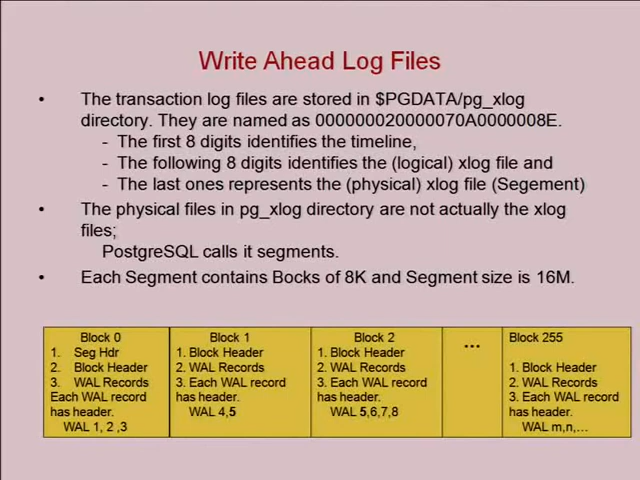 Write Ahead Log Files
• The transaction log files are stored in $PGDATA/pg_xlog
directory. They are named as 000000020000070A0000008E.
- The first 8 digits identifies the timeline,
- The following 8 digits identifies the (logical) xlog file and
- The last ones represents the (physical) xlog file (Segement)
• The physical files in pg_xlog directory are not actually the xlog
files;
PostgreSQL calls it segments.
• Each Segment contains Bocks of 8K and Segment size is 16M.
Block 0
1. Seg Hdr
2. Block Header
3. WAL Records
Each WAL record
has header.
WAL 1, 2 ,3
Block 1
1. Block Header
2. WAL Records
3. Each WAL record
has header.
WAL 4,5
Block 2
1. Block Header
2. WAL Records
3. Each WAL record
has header.
WAL 5,6,7,8
...
Block 255
1. Block Header
2. WAL Records
3. Each WAL record
has header.
WAL m,n,...